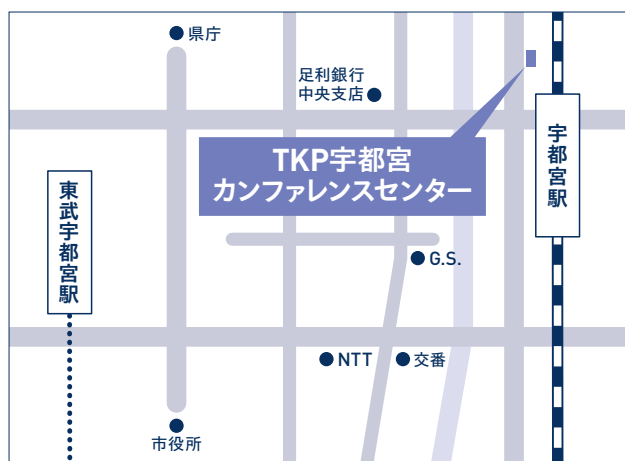 県庁
足利銀行
中央支店
TKP宇都宮
カンファレンスセンター
宇都宮駅
東武宇都宮駅
G.S.
NTT
交番
市役所